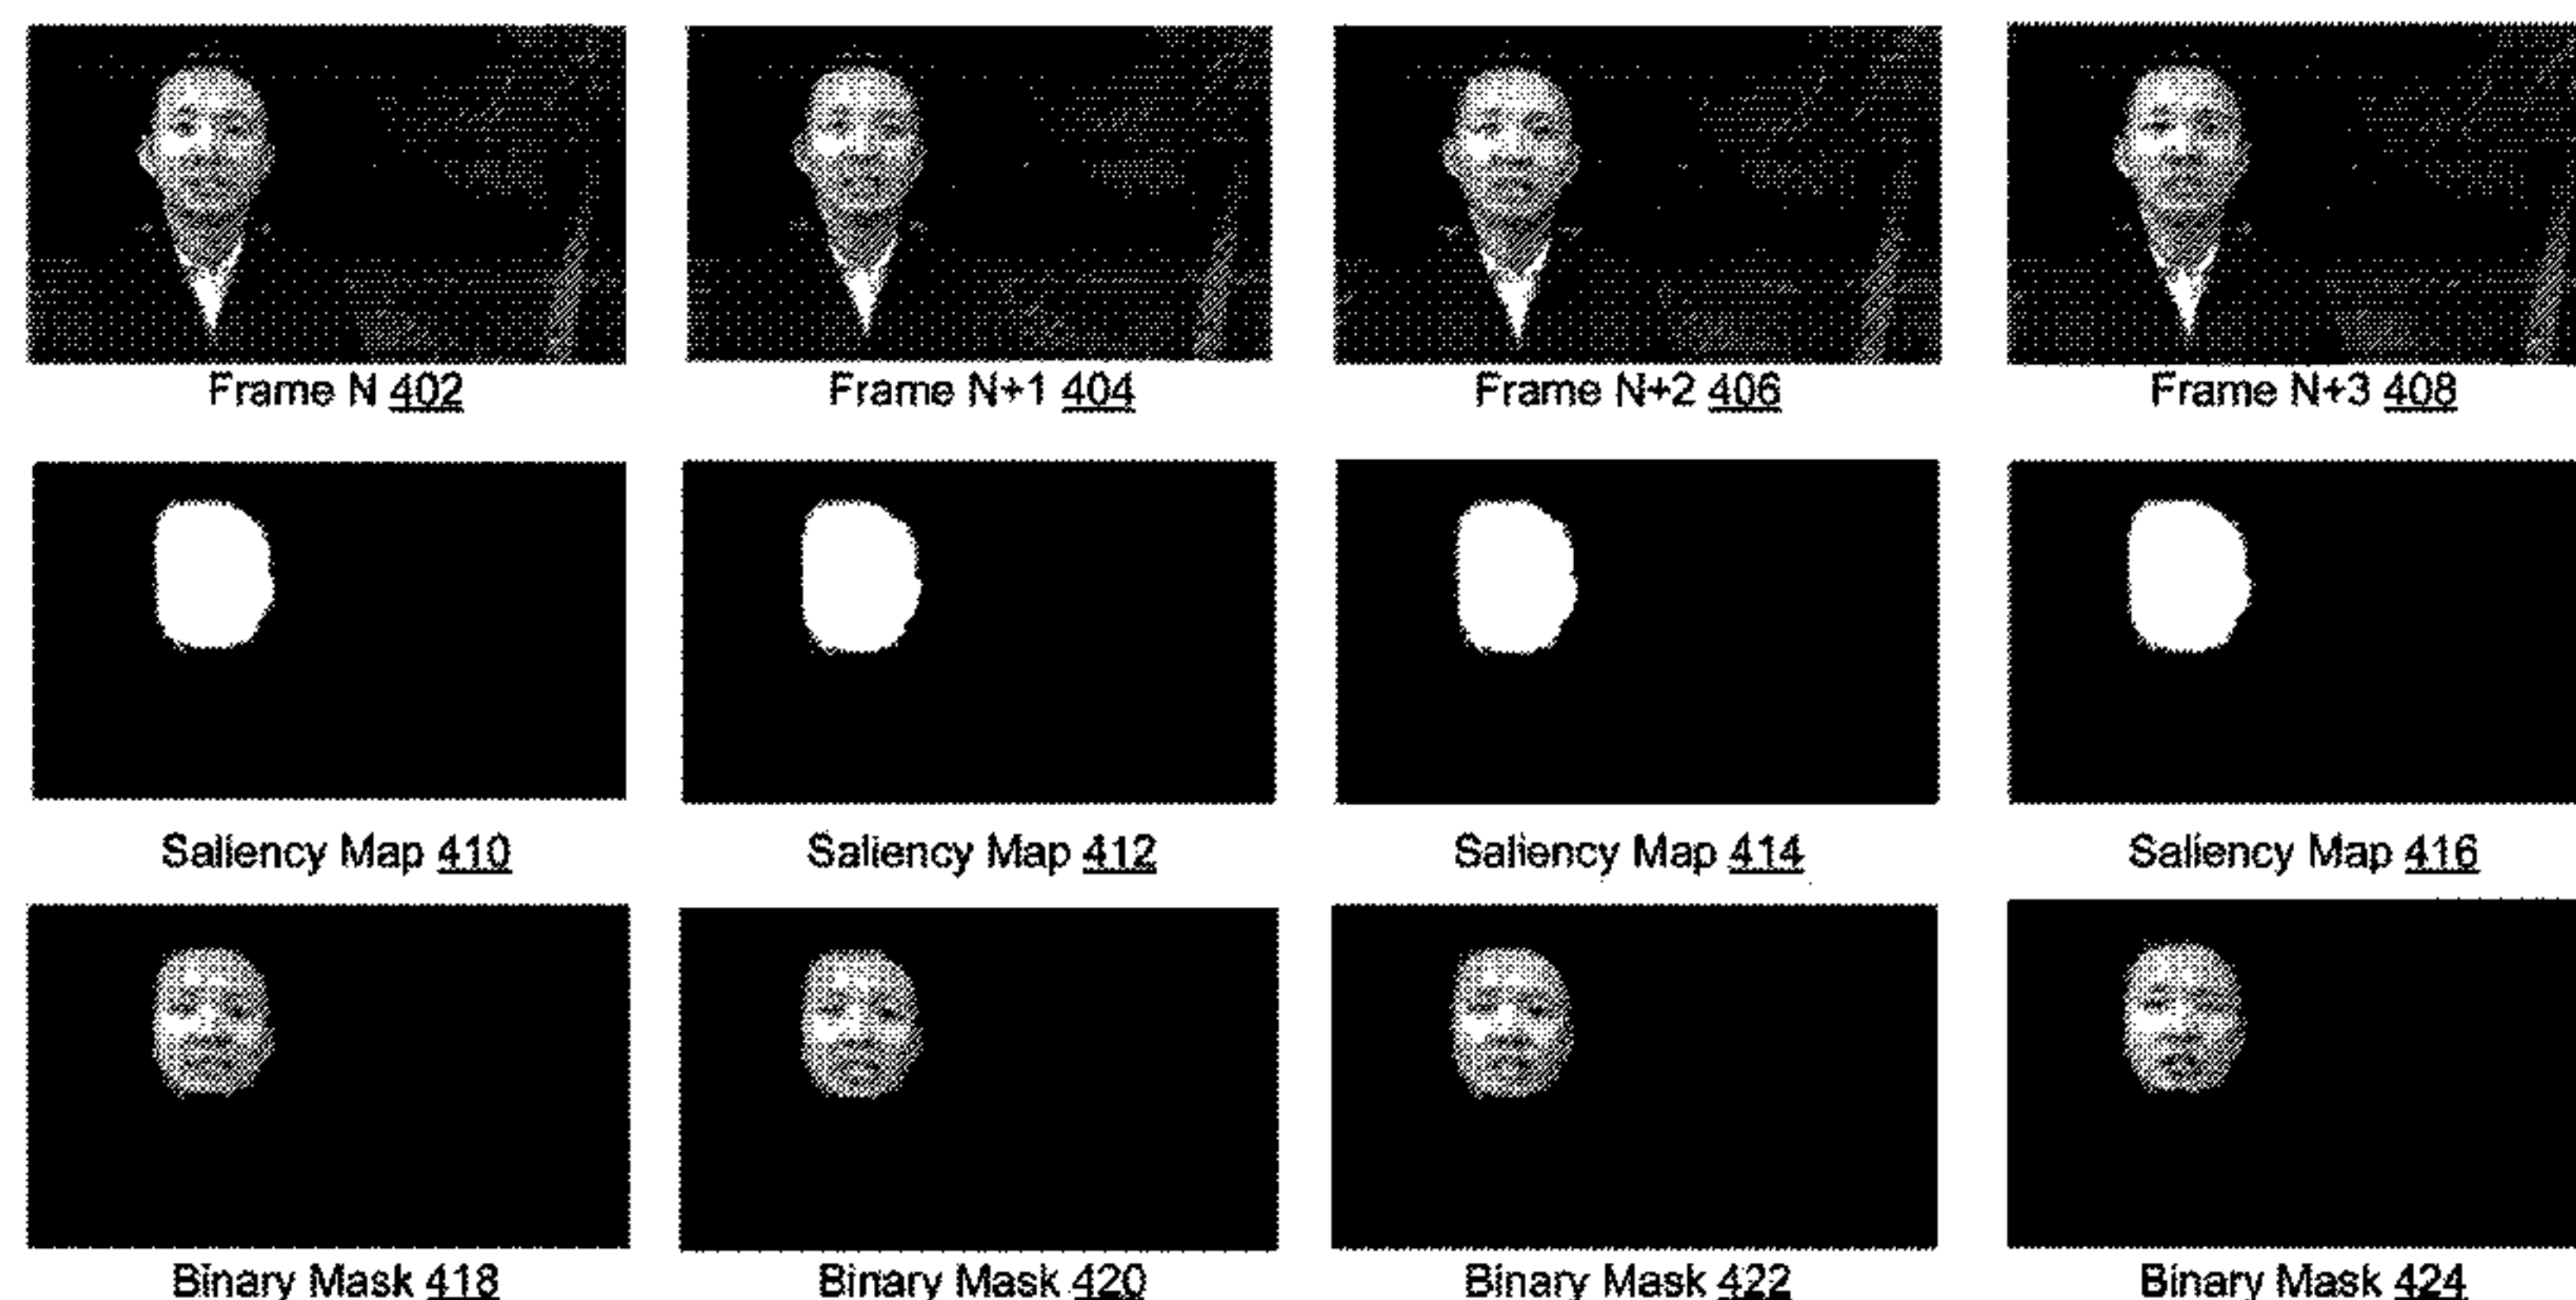 Frame N 402
Frame N+1 404
Frame N+2 406
Frame N+3 408
Saliency Map 410
Saliency Map 412
Saliency Map 414
Saliency Map 416
Binary Mask 418
Binary Mask 420
Binary Mask 422
Binary Mask 424